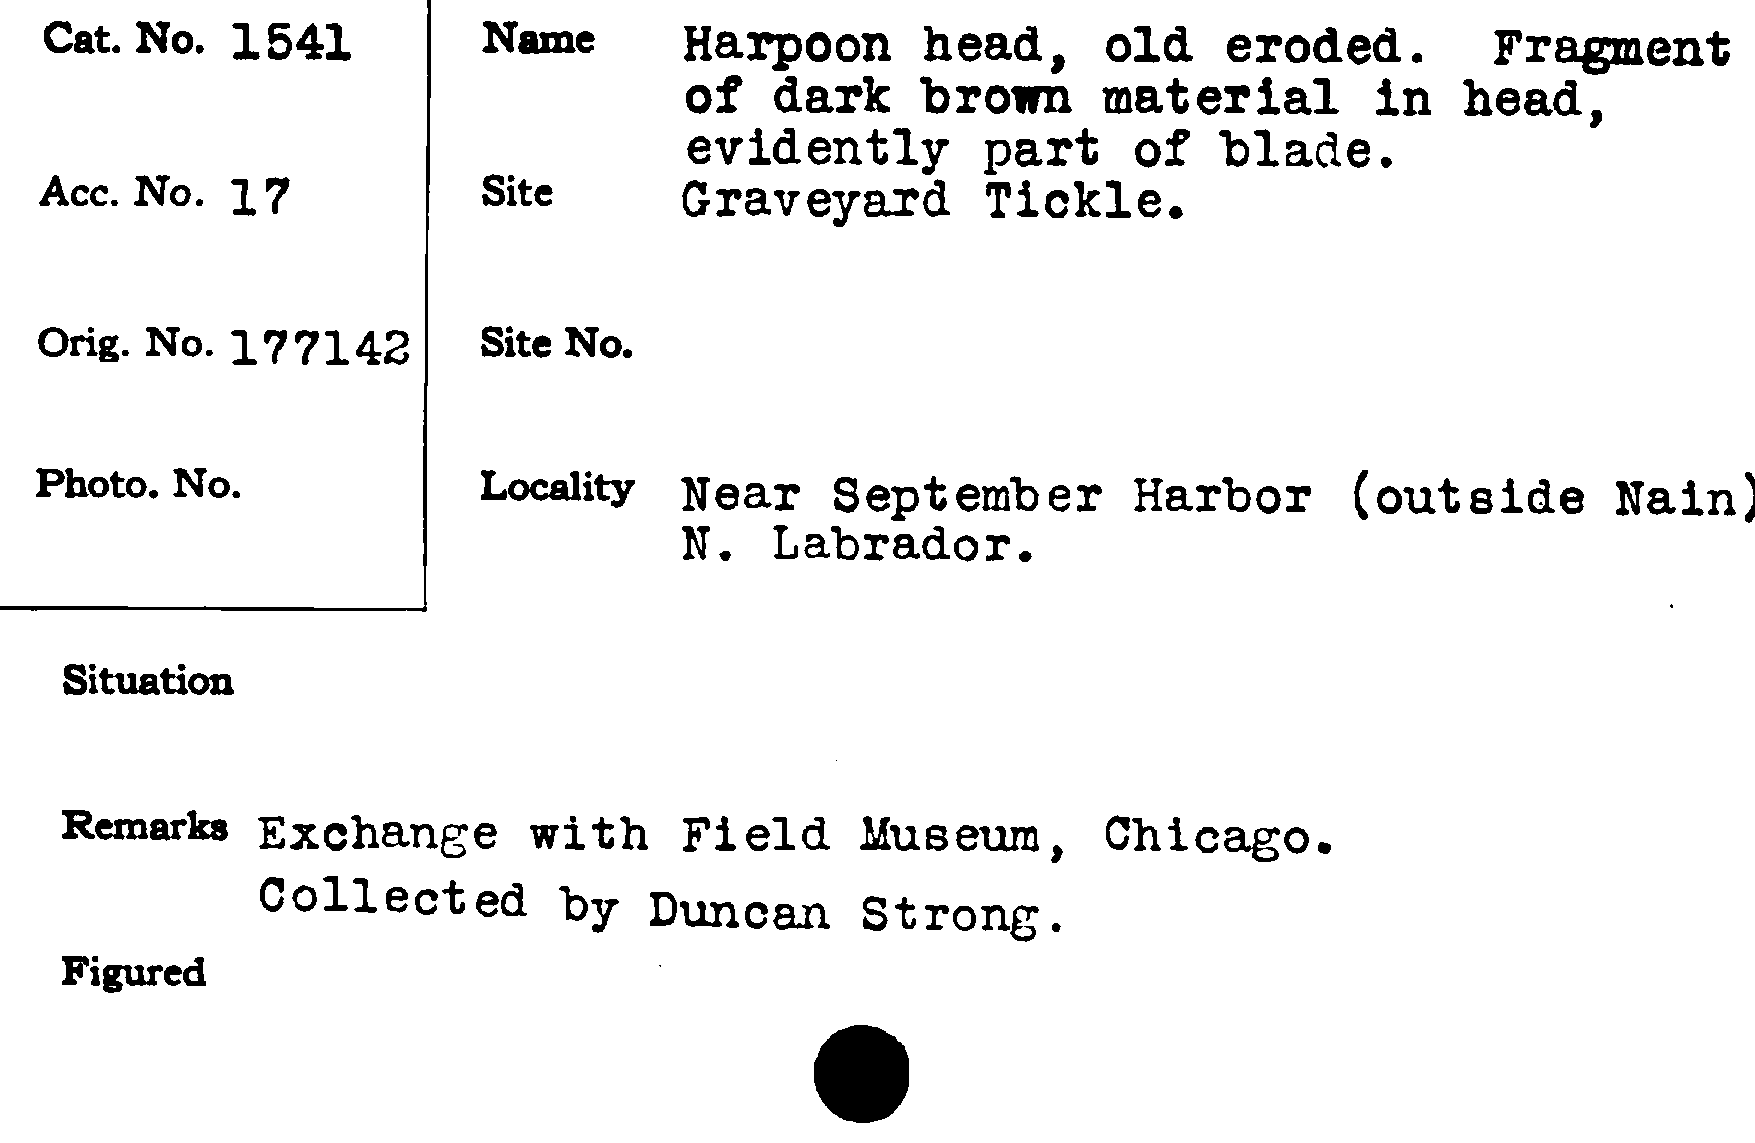 Cat. No. 1541
Name Harpoon head, old eroded. Fragment
of dark brown material in head,
evidently part of blade.
Acc. No. 17
Site Graveyard Tickle.
Orig. No. 177142
Site No.
Photo. No.
Locality Near September Harbor (outside Nain)
N. Labrador.
Situation
Remarks Exchange with Field Museum, Chicago.
Collected by Duncan Strong.
Figured